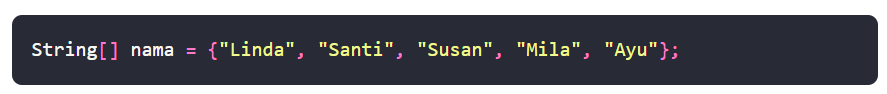 String[] nama = {"Linda", "Santi", "Susan", "Mila", "Ayu"};